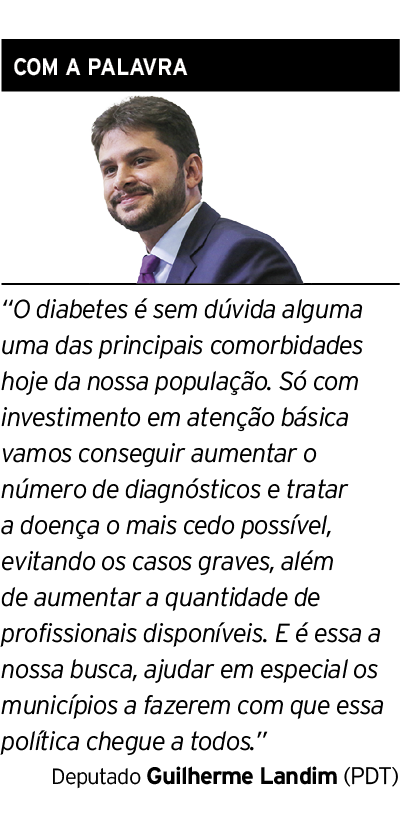 COM A PALAVRA
“O diabetes é sem dúvida alguma
uma das principais comorbidades
hoje da nossa população. Só com
investimento em atenção básica
vamos conseguir aumentar o
número de diagnósticos e tratar
a doença o mais cedo possível,
evitando os casos graves, além
de aumentar a quantidade de
profissionais disponíveis. E é essa a
nossa busca, ajudar em especial os
municípios a fazerem com que essa
política chegue a todos.”
Deputado Guilherme Landim (PDT)